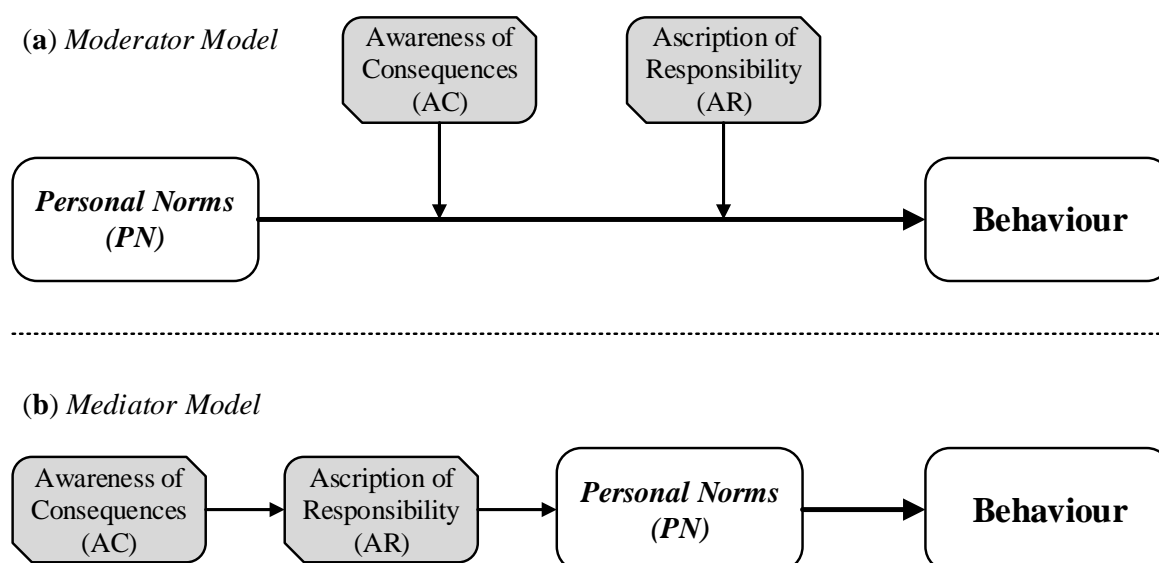 (a) Moderator Model
Awareness of
Consequences
(AC)
Ascription of
Responsibility
(AR)
Personal Norms
(PN)
Behaviour
(b) Mediator Model
Awareness of
Consequences
(AC)
Ascription of
Responsibility
(AR)
Personal Norms
(PN)
Behaviour